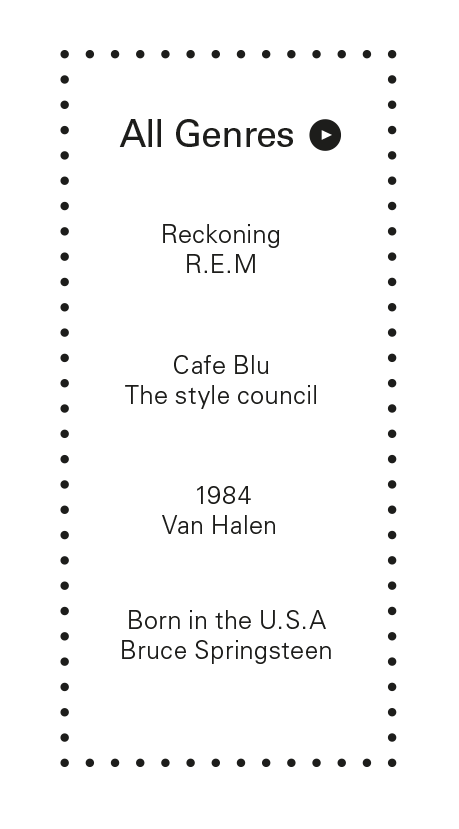 All Genres
Reckoning
R.E.M
Cafe Blu
The style council
1984
Van Halen
Born in the U.S.A
Bruce Springsteen